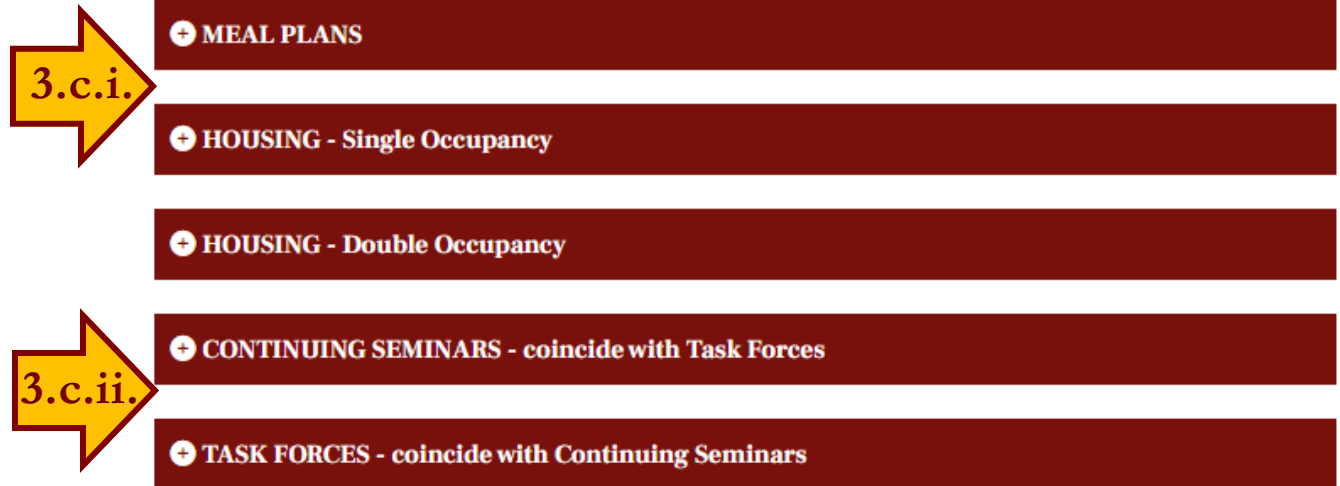 MEAL PLANS
3.c.i.
HOUSING - Single Occupancy
HOUSING - Double Occupancy
CONTINUING SEMINARS - coincide with Task Forces
3.c.ii.
TASK FORCES - coincide with Continuing Seminars